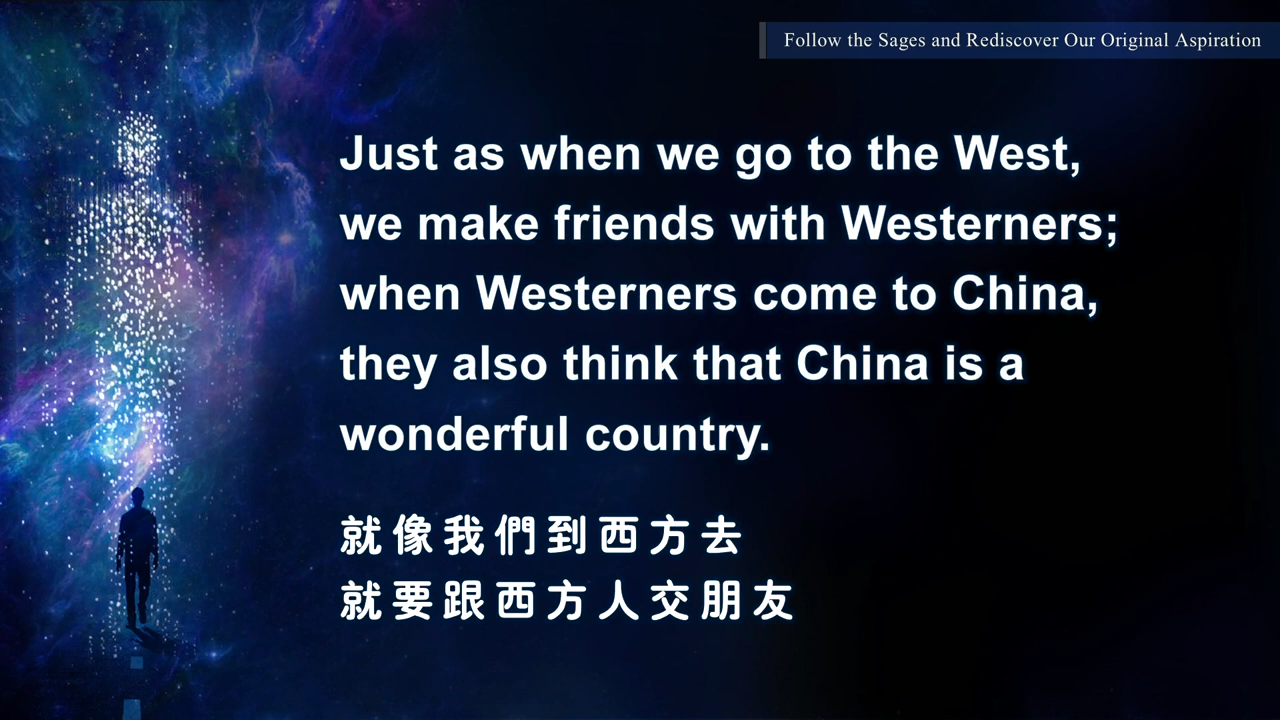 Follow the Sages and Rediscover Our Original Aspiration
Just as when we go to the West,
we make friends with Westerners;
when Westerners come to China,
they also think that China is a
wonderful country.
就像我們到西方去
就要跟西方人交朋友